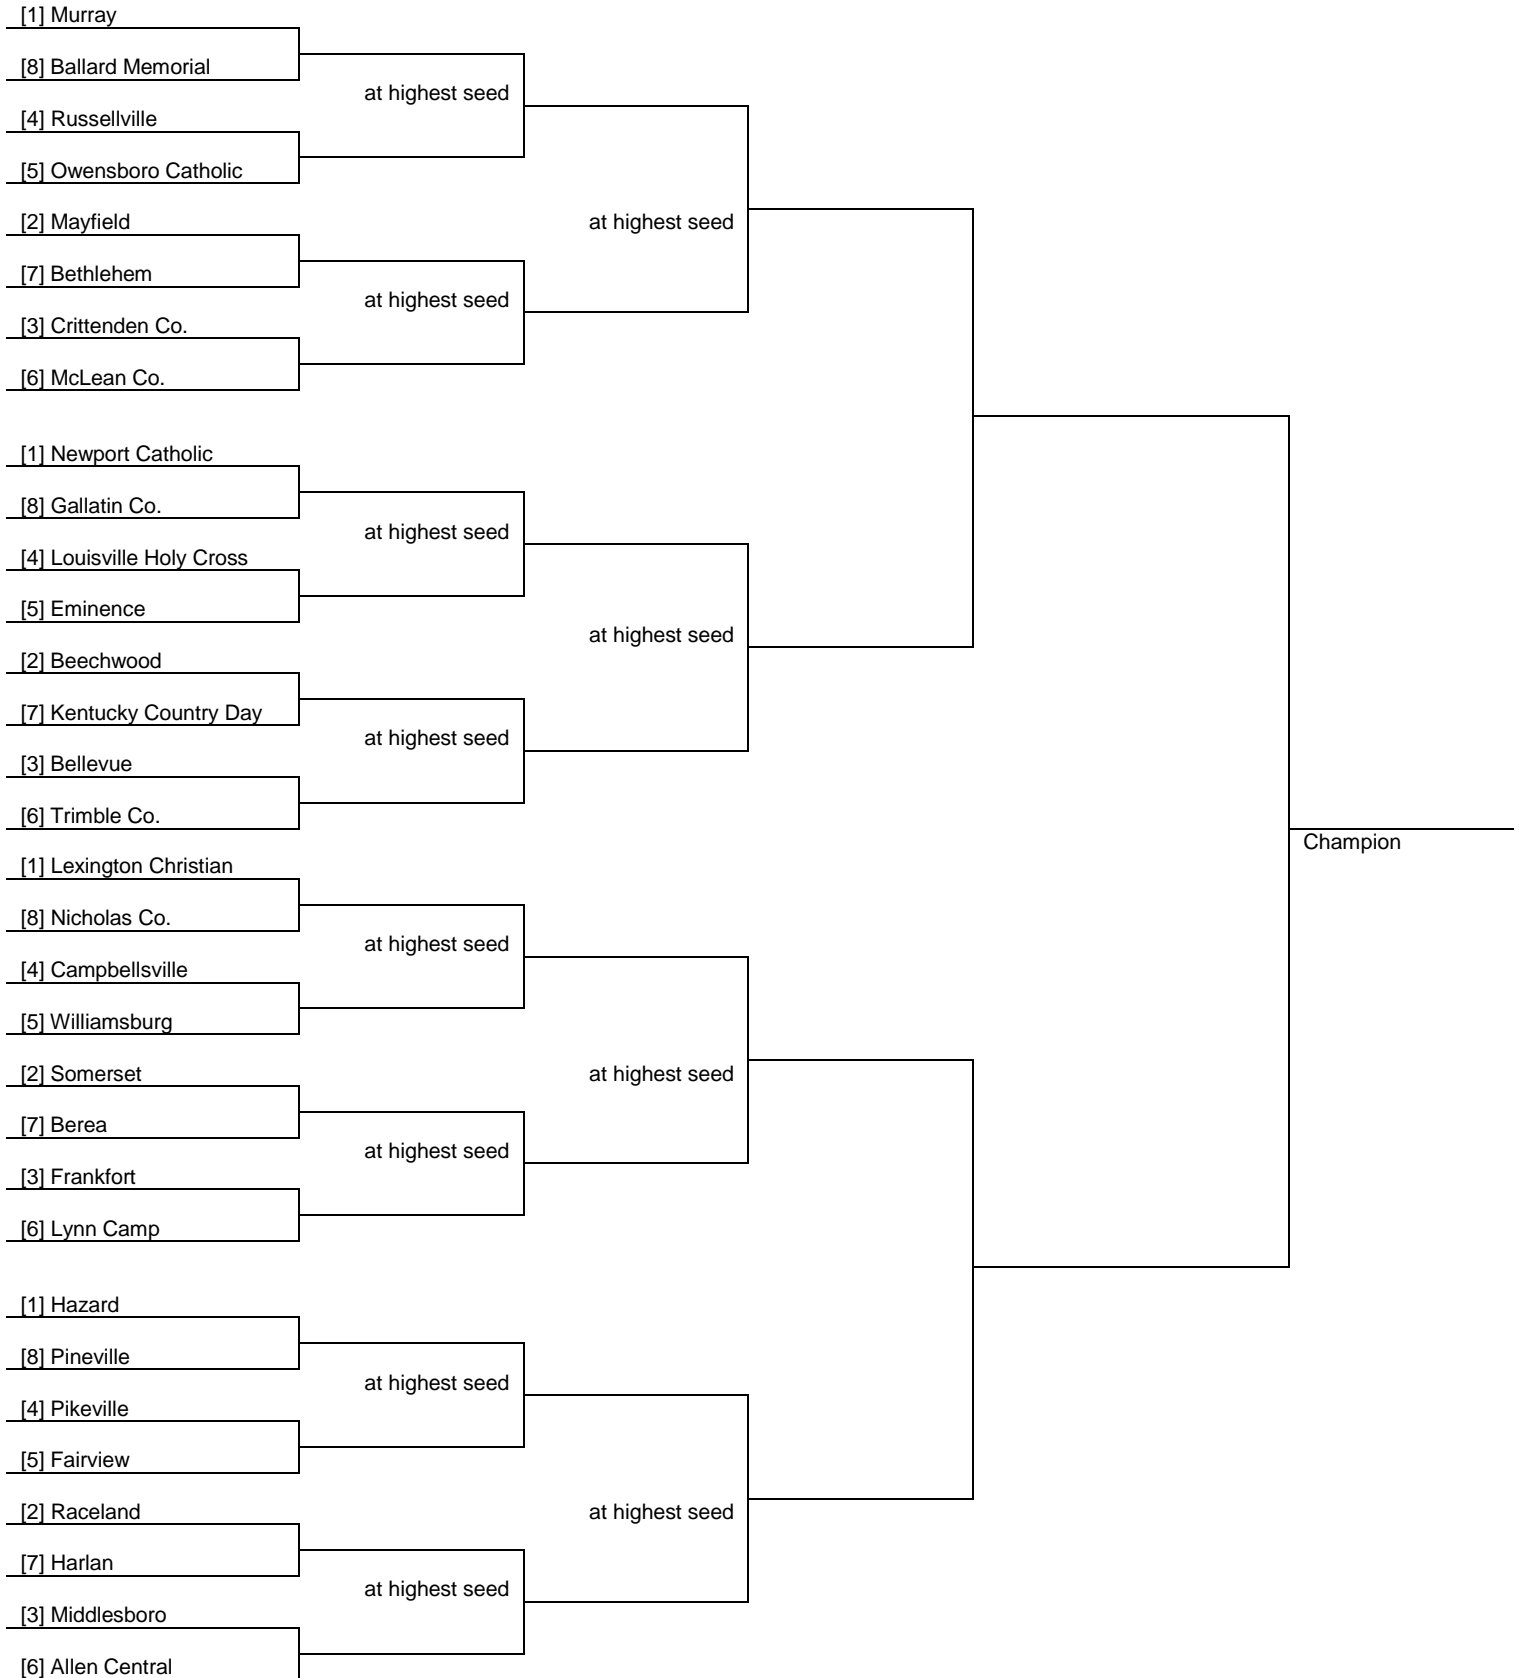 [1] Murray
[8] Ballard Memorial
at highest seed
[4] Russellville
[5] Owensboro Catholic
[2] Mayfield
at highest seed
[7] Bethlehem
at highest seed
[3] Crittenden Co.
[6] McLean Co.
[1] Newport Catholic
[8] Gallatin Co.
at highest seed
[4] Louisville Holy Cross
[5] Eminence
at highest seed
[2] Beechwood
[7] Kentucky Country Day
at highest seed
[3] Bellevue
[6] Trimble Co.
Champion
[1] Lexington Christian
[8] Nicholas Co.
at highest seed
[4] Campbellsville
[5] Williamsburg
[2] Somerset
at highest seed
[7] Berea
at highest seed
[3] Frankfort
[6] Lynn Camp
[1] Hazard
[8] Pineville
at highest seed
[4] Pikeville
[5] Fairview
[2] Raceland
at highest seed
[7] Harlan
at highest seed
[3] Middlesboro
[6] Allen Central